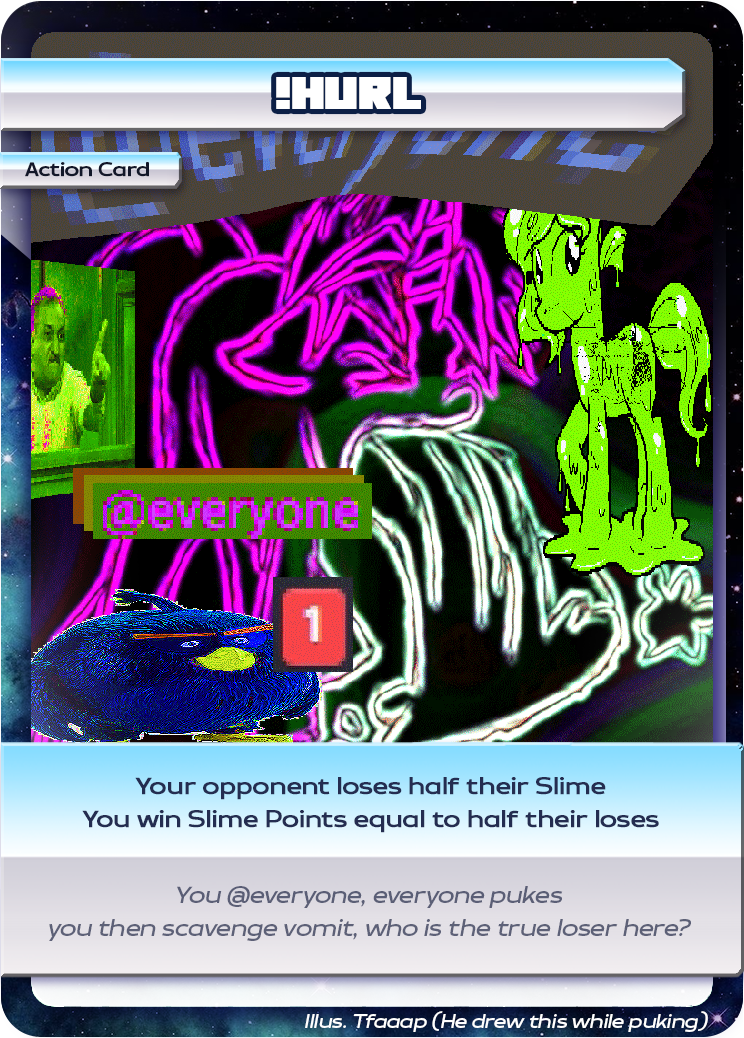 !HURL
Action Card
@everyone
@everyone
1
Your opponent loses half their Slime
You win Slime Points equal to half their loses
You @everyone, everyone pukes
you then scavenge vomit, who is the true loser here?
Illus. Tfaaap (He drew this while puking)